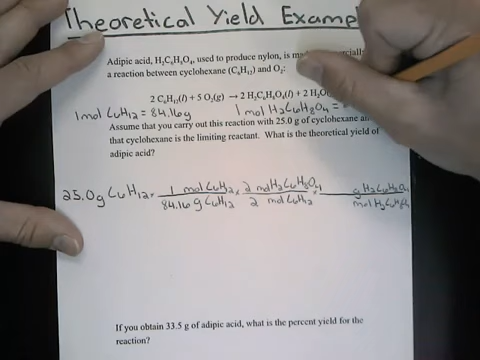 Theoretical Yield Examp
Adipic acid, H₂C₆H₈O₄, used to produce nylon, is
a reaction between cyclohexane (C₆H₁₂) and O₂:
2 C₆H₁₂(l) + 5 O₂(g) → 2 H₂C₆H₈O₄(l) + 2 H₂O
1 mol C₆H₁₂ = 84.16g 1 mol H₂C₆H₈O₄ =
Assume that you carry out this reaction with 25.0 g of cyclohexane
that cyclohexane is the limiting reactant. What is the theoretical yield of
adipic acid?
25.0g C₆H₁₂ × 1 mol C₆H₁₂ × 2 mol H₂C₆H₈O₄ × g H₂C₆H₈O₄
84.16 g C₆H₁₂ 2 mol C₆H₁₂ mol H₂C₆H₈O₄
If you obtain 33.5 g of adipic acid, what is the percent yield for the
reaction?